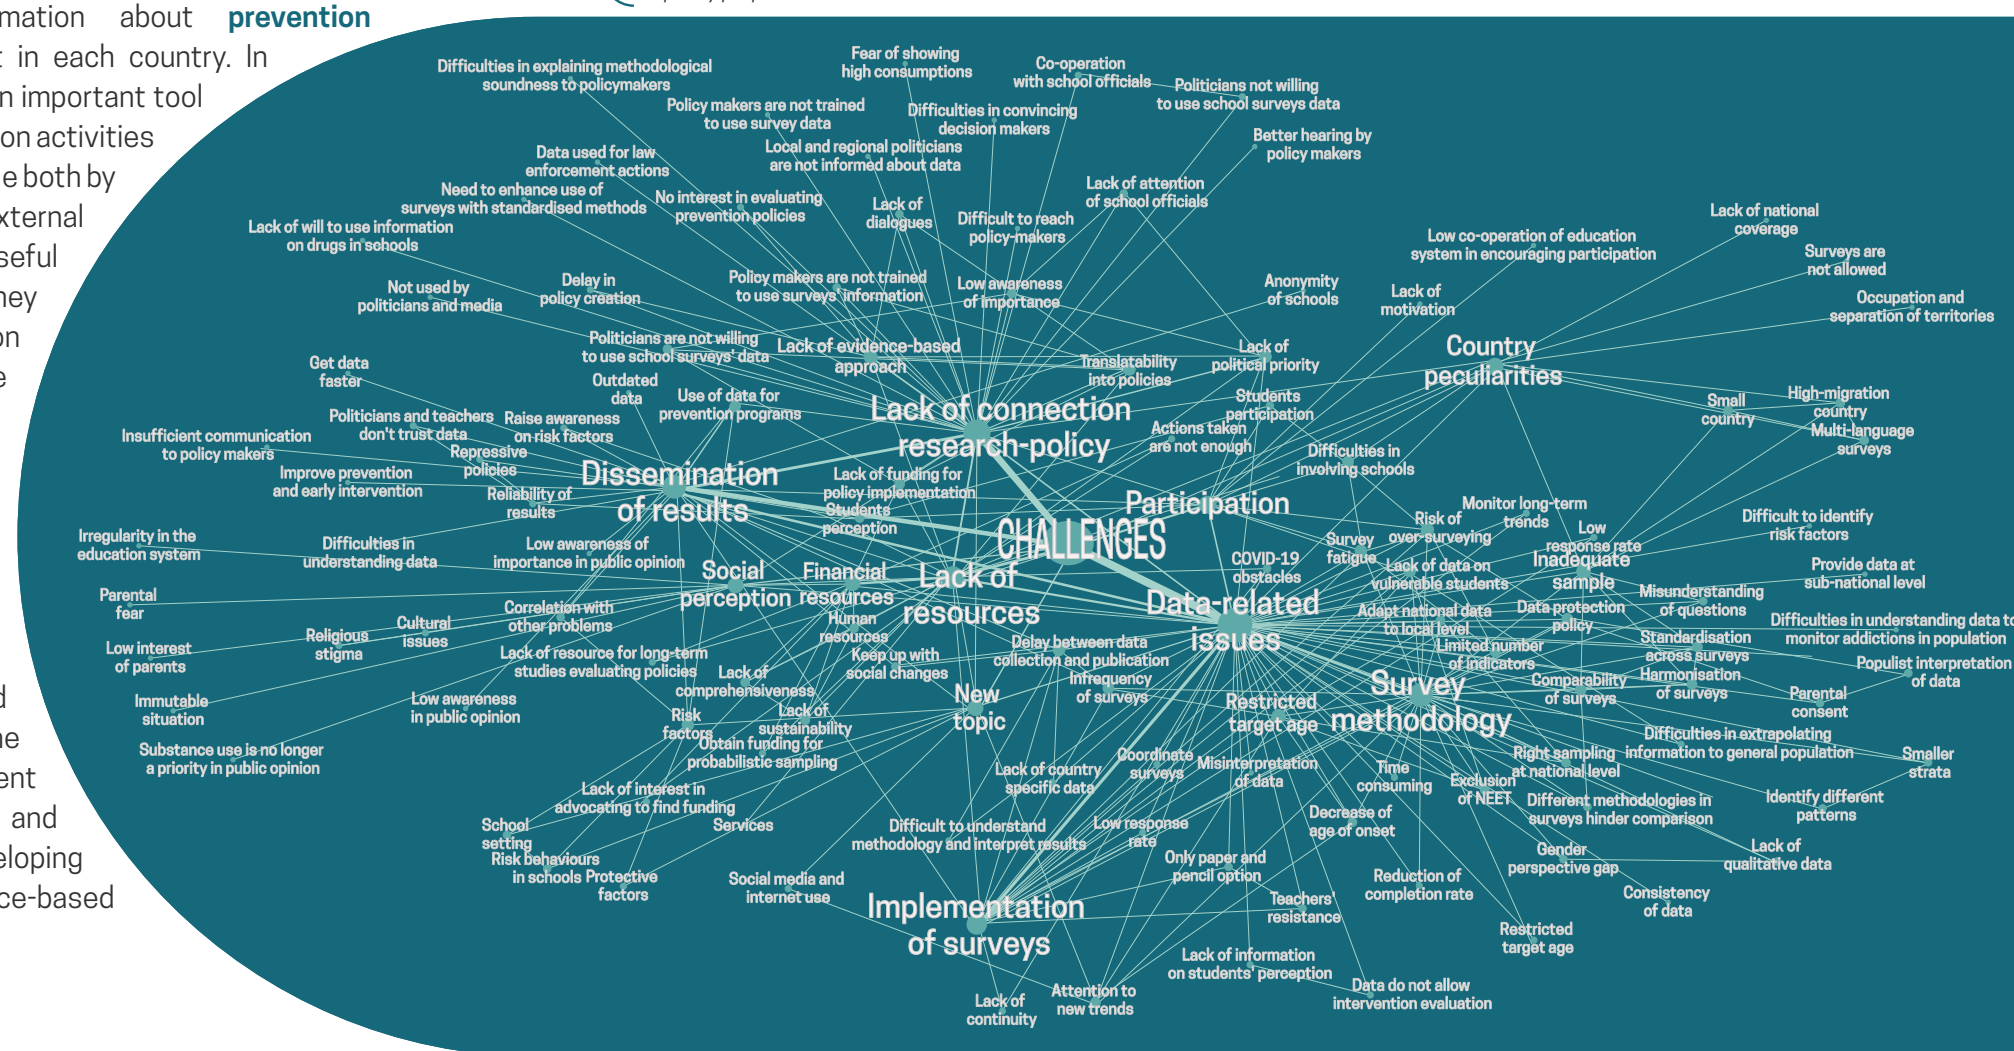 prevention
mation about
t in each country. In
n important tool
on activities
e both by
xternal
seful
hey
on
e
d
ne
ent
and
eloping
ce-based
Difficulties in explaining methodological
soundness to policymakers
Fear of showing
high consumptions
Co-operation
with school officials
Politicians not willing
to use school surveys data
Policy makers are not trained
to use survey data
Difficulties in convincing
decision makers
Better hearing by
policy makers
Data used for law
enforcement actions
Local and regional politicians
are not informed about data
Need to enhance use of
surveys with standardised methods
No interest in evaluating
prevention policies
Lack of
dialogues
Difficult to reach
policy-makers
Lack of attention
of school officials
Lack of will to use information
on drugs in schools
Lack of national
coverage
Low co-operation of education
system in encouraging participation
Surveys are
not allowed
Not used by
politicians and media
Delay in
policy creation
Policy makers are not trained
to use surveys' information
Low awareness
of importance
Anonymity
of schools
Lack of
motivation
Occupation and
separation of territories
Politicians are not willing
to use school surveys' data
Lack of evidence-based
approach
Translatability
into policies
Lack of
political priority
Country
peculiarities
Get data
faster
Outdated
data
Use of data for
prevention programs
Students
participation
Small
country
High-migration
country
Multi-language
surveys
Insufficient communication
to policy makers
Politicians and teachers
don't trust data
Raise awareness
on risk factors
Lack of connection
research-policy
Actions taken
are not enough
Difficulties in
involving schools
Improve prevention
and early intervention
Repressive
policies
Reliability of
results
Dissemination
of results
Lack of funding for
policy implementation
Students
perception
Participation
CHALLENGES
Monitor long-term
trends
Risk of
over-surveying
Low
response rate
Difficult to identify
risk factors
Irregularity in the
education system
Difficulties in
understanding data
Low awareness of
importance in public opinion
Survey
fatigue
COVID-19
obstacles
Lack of data on
vulnerable students
Inadequate
sample
Provide data at
sub-national level
Social
perception
Financial
resources
Lack of
resources
Data-related
issues
Misunderstanding
of questions
Parental
fear
Correlation with
other problems
Human
resources
Adapt national data
to local level
Data protection
policy
Difficulties in understanding data to
monitor addictions in population
Low interest
of parents
Religious
stigma
Cultural
issues
Lack of resource for long-term
studies evaluating policies
Keep up with
social changes
Delay between data
collection and publication
Limited number
of indicators
Standardisation
across surveys
Populist interpretation
of data
Immutable
situation
Low awareness
in public opinion
Lack of
comprehensiveness
Infrequency
of surveys
Comparability
of surveys
Harmonisation
of surveys
Parental
consent
Risk
factors
Lack of
sustainability
New
topic
Restricted
target age
Survey
methodology
Substance use is no longer
a priority in public opinion
Obtain funding for
probabilistic sampling
Difficulties in extrapolating
information to general population
Smaller
strata
Lack of country
specific data
Coordinate
surveys
Misinterpretation
of data
Time
consuming
Right sampling
at national level
Exclusion
of NEET
Lack of interest in
advocating to find funding
Different methodologies in
surveys hinder comparison
Identify different
patterns
School
setting
Services
Difficult to understand
methodology and interpret results
Low response
rate
Decrease of
age of onset
Risk behaviours
in schools
Protective
factors
Social media and
internet use
Only paper and
pencil option
Gender
perspective gap
Lack of
qualitative data
Reduction of
completion rate
Consistency
of data
Implementation
of surveys
Teachers'
resistance
Restricted
target age
Lack of information
on students' perception
Data do not allow
intervention evaluation
Lack of
continuity
Attention to
new trends